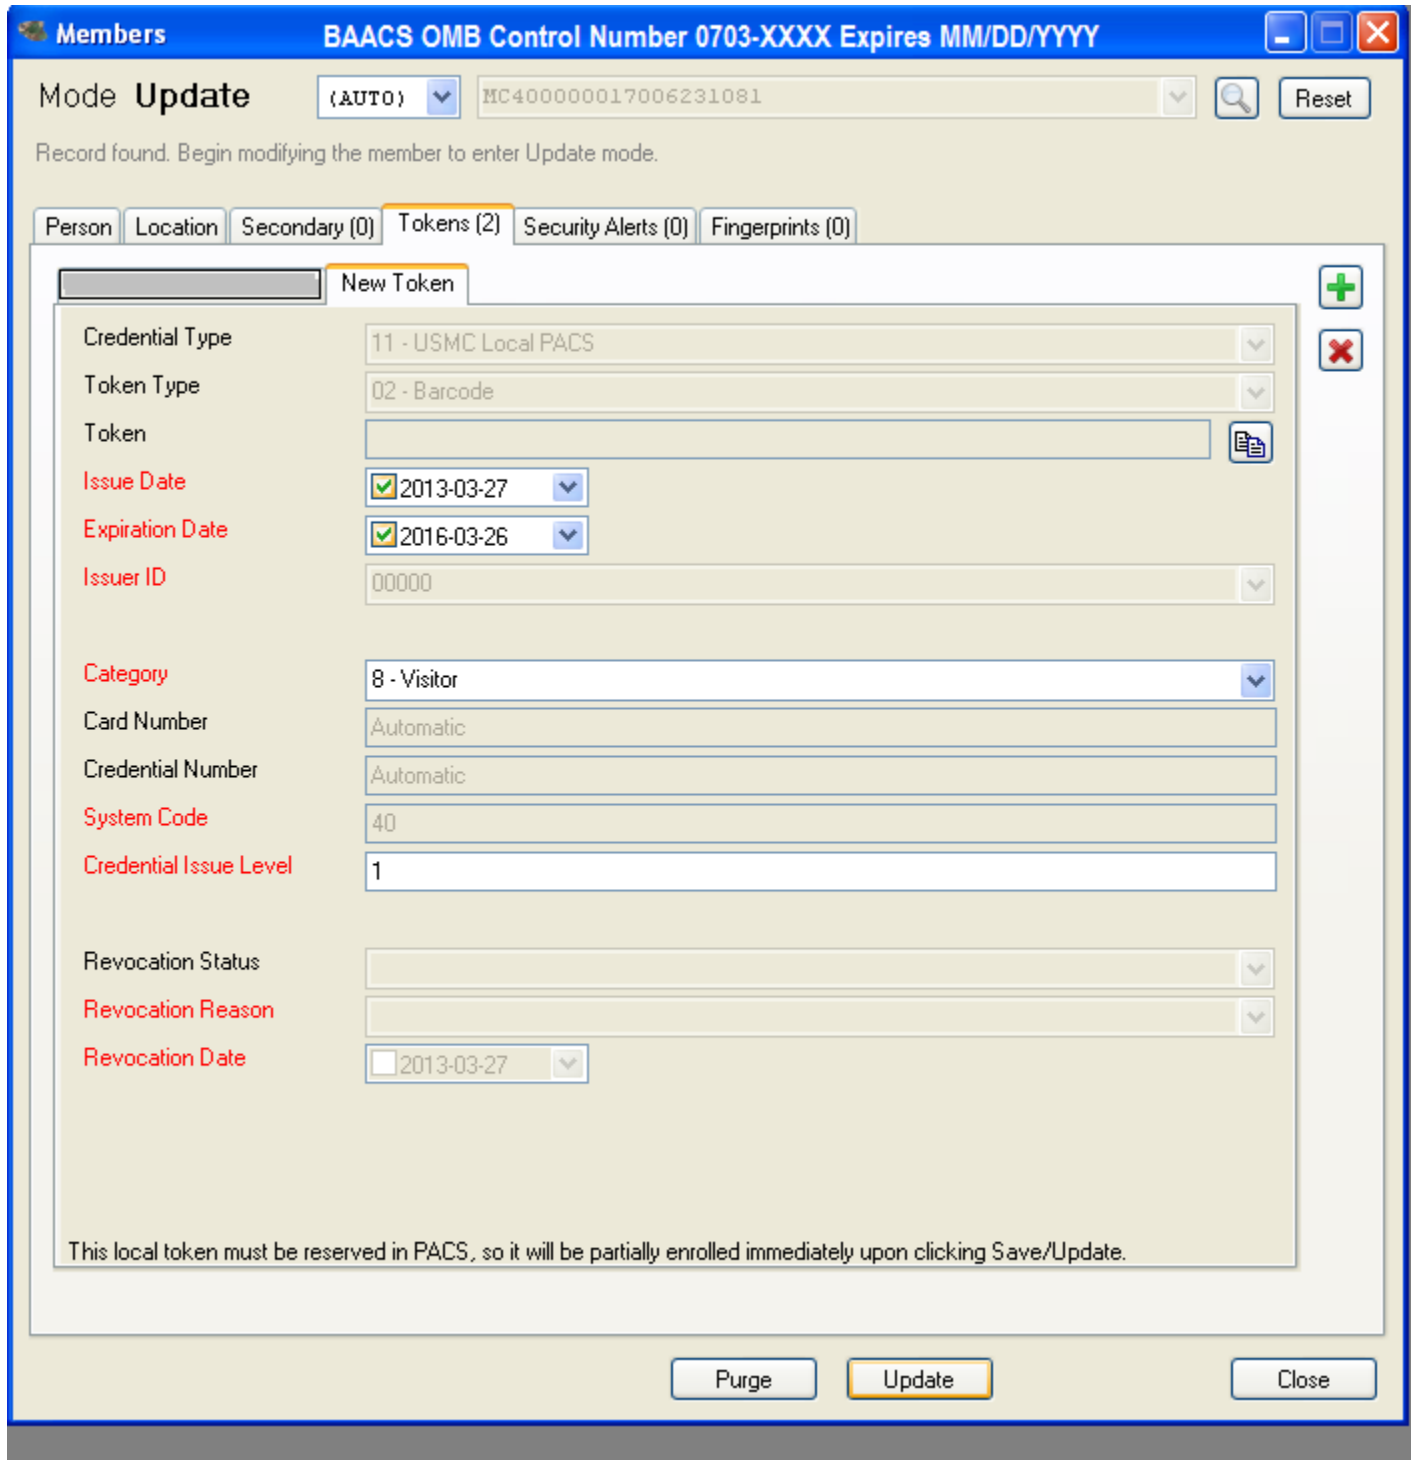 Members BAACS OMB Control Number 0703-XXXX Expires MM/DD/YYYY
Mode Update (AUTO) MC400000017006231081 Reset
Record found. Begin modifying the member to enter Update mode.
Person Location Secondary (0) Tokens (2) Security Alerts (0) Fingerprints (0)
New Token
Credential Type 11 - USMC Local PACS
Token Type 02 - Barcode
Token
Issue Date 2013-03-27
Expiration Date 2016-03-26
Issuer ID 00000
Category 8 - Visitor
Card Number Automatic
Credential Number Automatic
System Code 40
Credential Issue Level 1
Revocation Status
Revocation Reason
Revocation Date 2013-03-27
This local token must be reserved in PACS, so it will be partially enrolled immediately upon clicking Save/Update.
Purge Update Close